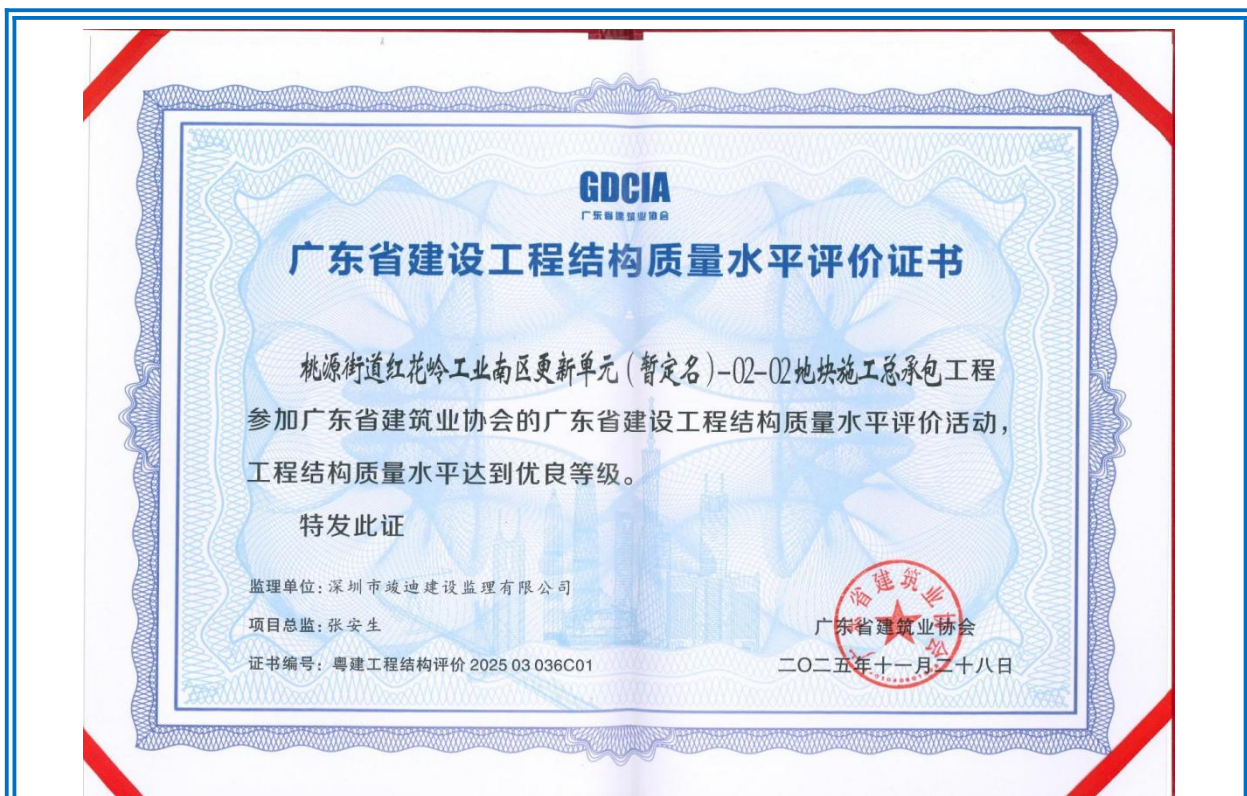 GDCIA
广东省建筑业协会
广东省建设工程结构质量水平评价证书
桃源街道红花岭工业南区更新单元（暂定名）-02-02地块施工总承包工程
参加广东省建筑业协会的广东省建设工程结构质量水平评价活动，
工程结构质量水平达到优良等级。
特发此证
监理单位：深圳市竣迪建设监理有限公司
项目总监：张安生
证书编号：粤建工程结构评价 2025 03 036C01
广东省建筑业协会
广东省建筑业协会
二〇二五年十一月二十八日